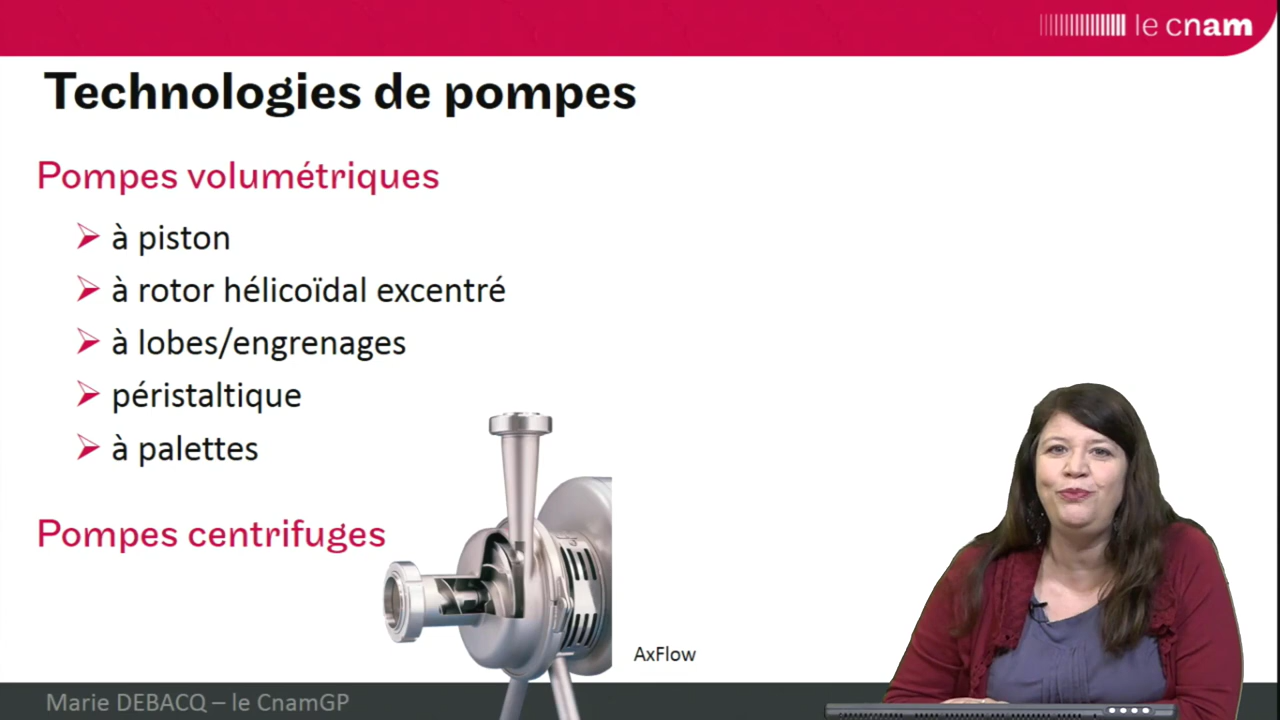 le cnam
Technologies de pompes
Pompes volumétriques
à piston
à rotor hélicoïdal excentré
à lobes/engrenages
péristaltique
à palettes
Pompes centrifuges
AxFlow
Marie DEBACQ – le CnamGP